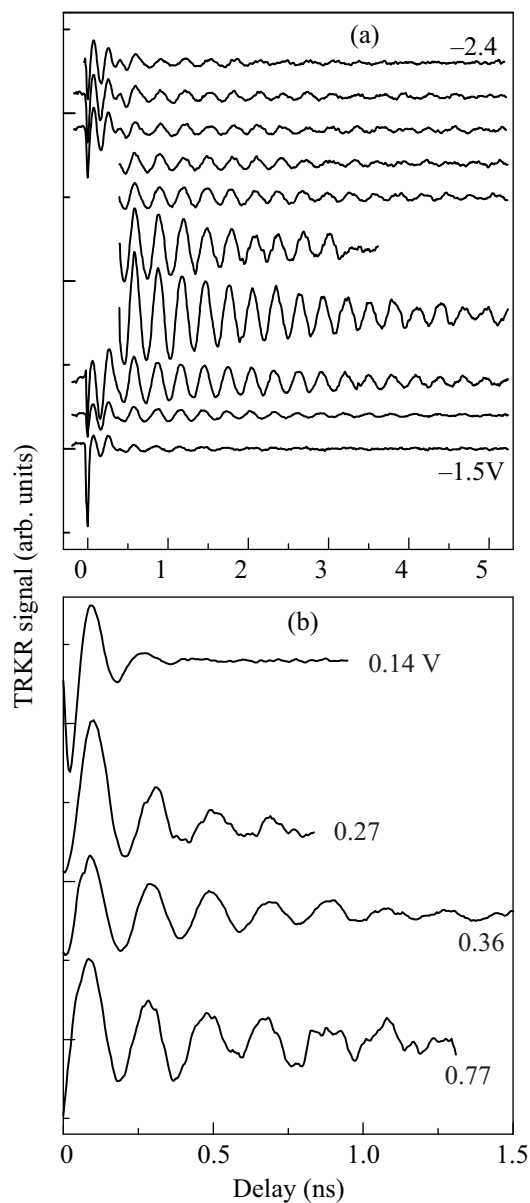 (a)
–2.4
–1.5V
0 1 2 3 4 5
TRKR signal (arb. units)
(b)
0.14 V
0.27
0.36
0.77
0 0.5 1.0 1.5
Delay (ns)